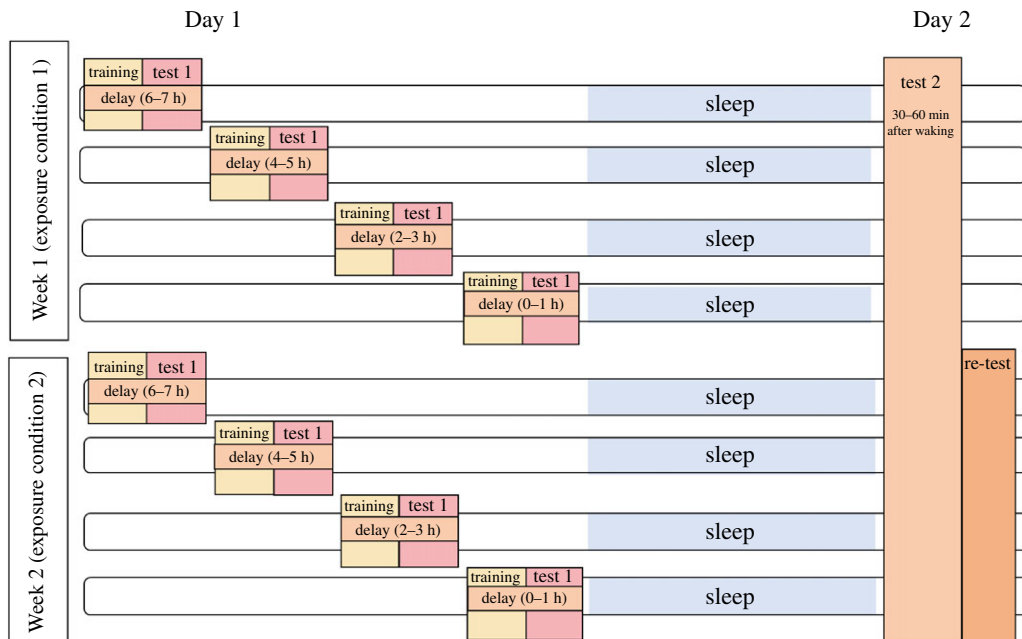 Day 1
Day 2
Week 1 (exposure condition 1)
training test 1
delay (6–7 h)
sleep
test 2
30–60 min
after waking
training test 1
delay (4–5 h)
sleep
training test 1
delay (2–3 h)
sleep
training test 1
delay (0–1 h)
sleep
Week 2 (exposure condition 2)
training test 1
delay (6–7 h)
sleep
re-test
training test 1
delay (4–5 h)
sleep
training test 1
delay (2–3 h)
sleep
training test 1
delay (0–1 h)
sleep